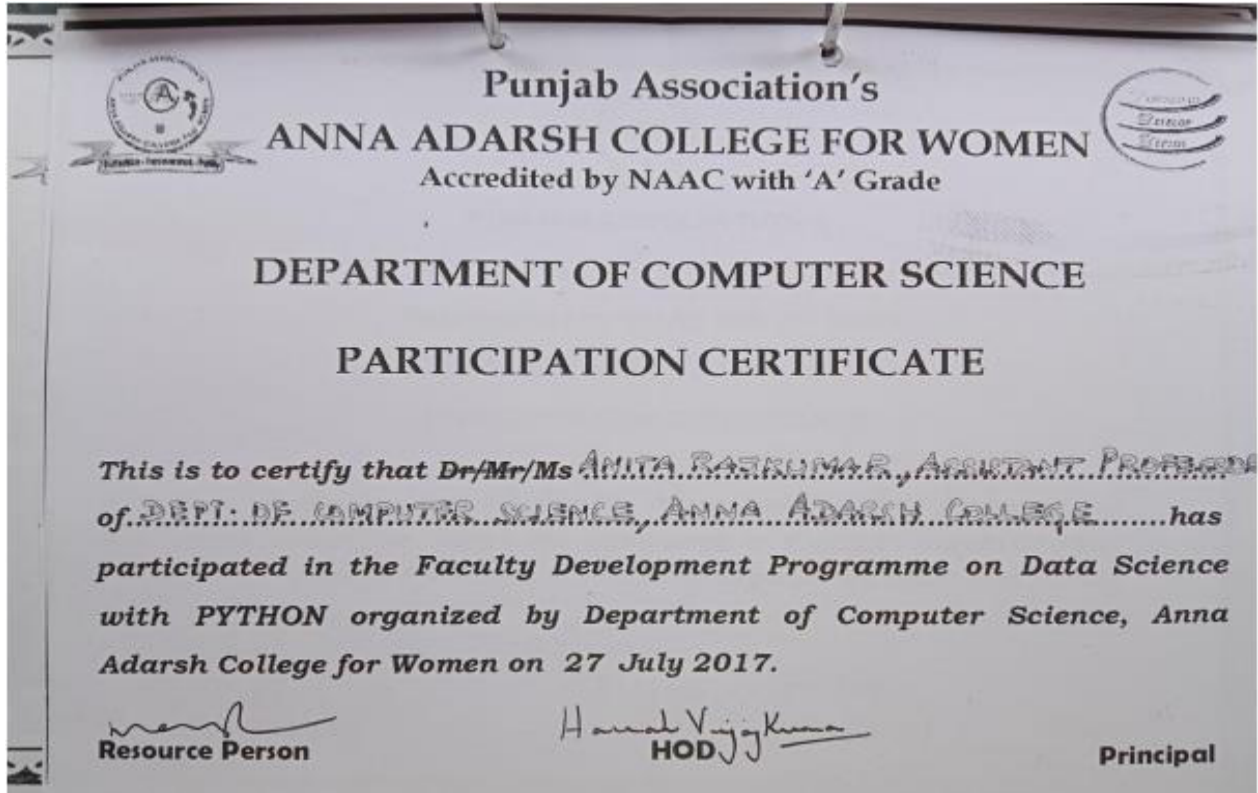 Punjab Association's
ANNA ADARSH COLLEGE FOR WOMEN
Accredited by NAAC with 'A' Grade
DEPARTMENT OF COMPUTER SCIENCE
PARTICIPATION CERTIFICATE
This is to certify that Dr/Mr/Ms ANITA RAJKUMAR, ASSISTANT PROFESSOR
of DEPT. OF COMPUTER SCIENCE, ANNA ADARSH COLLEGE has
participated in the Faculty Development Programme on Data Science
with PYTHON organized by Department of Computer Science, Anna
Adarsh College for Women on 27 July 2017.
Hannah VijayKumar
Resource Person HOD Principal